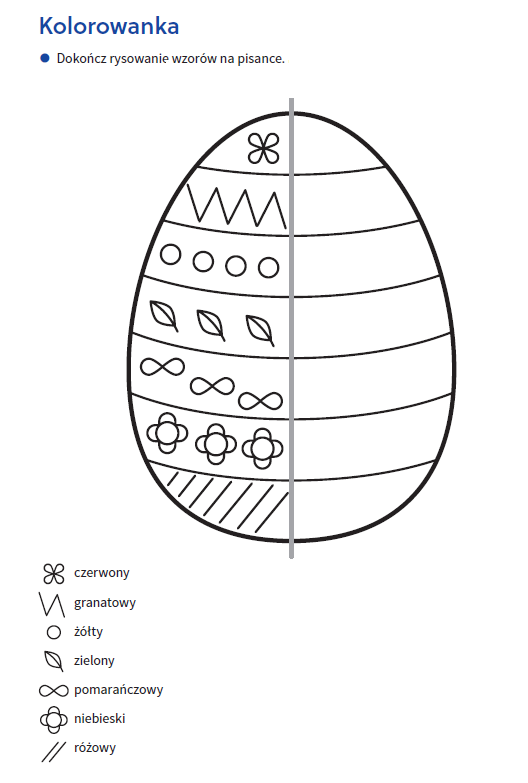 Kolorowanka
Dokończ rysowanie wzorów na pisance.
czerwony
granatowy
żółty
zielony
pomarańczowy
niebieski
różowy